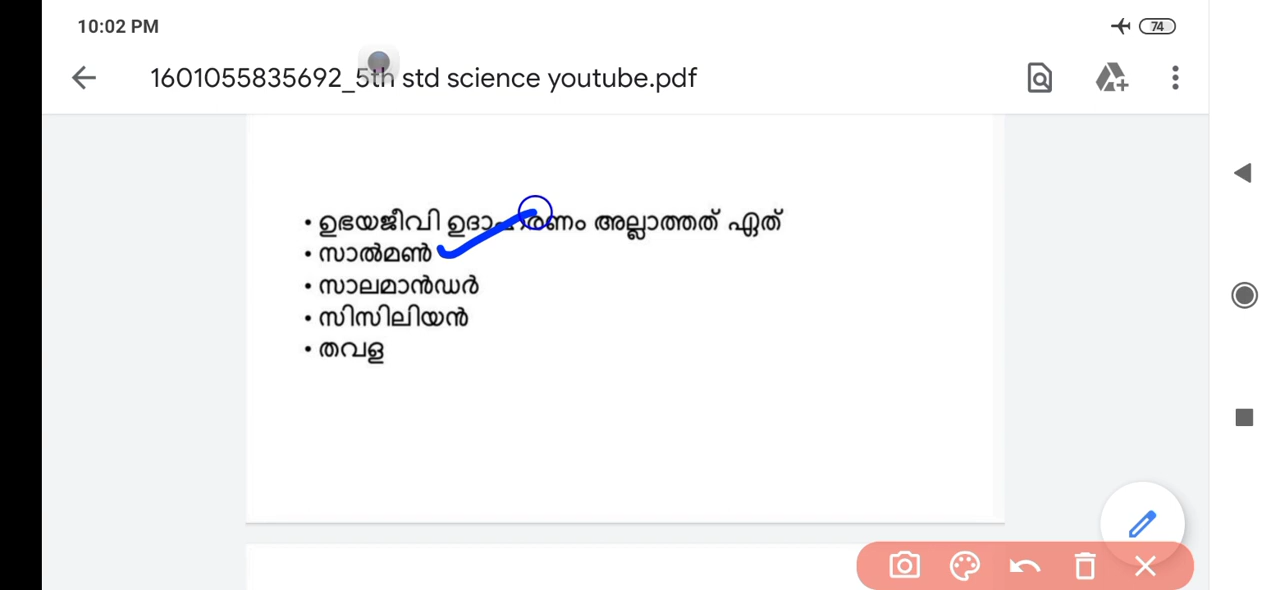 10:02 PM
74
1601055835692_5th std science youtube.pdf
• ഉഭയജീവി ഉദാഹരണം അല്ലാത്തത് ഏത്
• സാൽമൺ
• സാലമാൻഡർ
• സിസിലിയൻ
• തവള